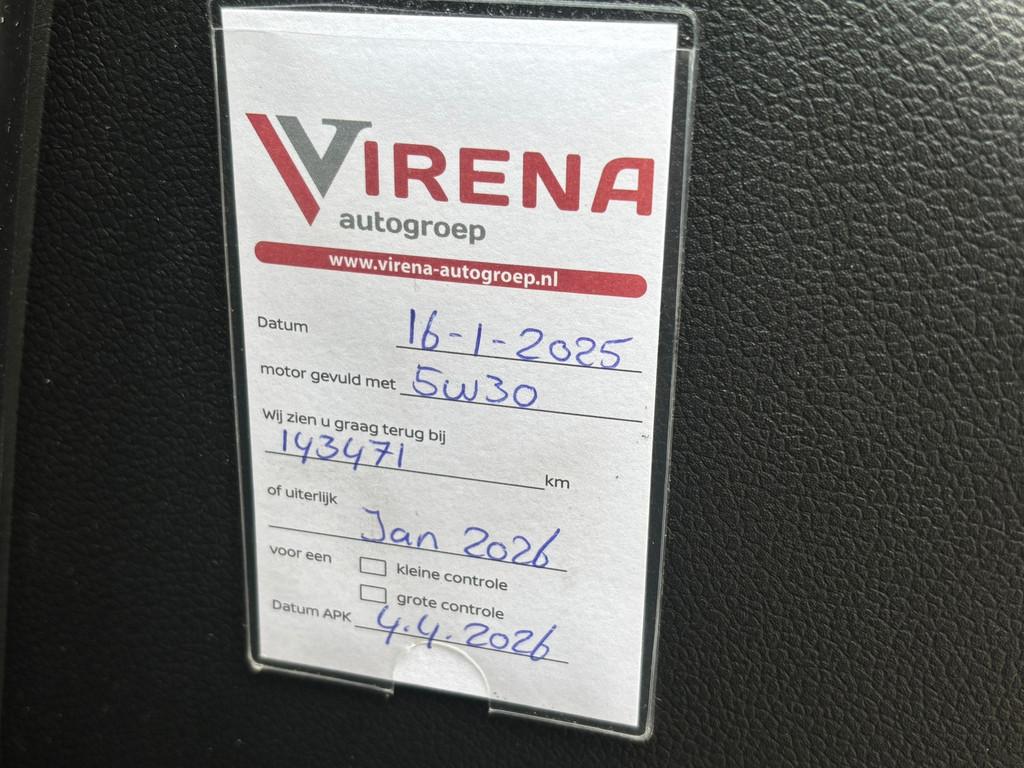 VIRENA
autogroep
www.virena-autogroep.nl
Datum 16-1-2025
motor gevuld met 5W30
Wij zien u graag terug bij
143471 km
of uiterlijk
Jan 2026
voor een kleine controle
grote controle
Datum APK 4.4.2026